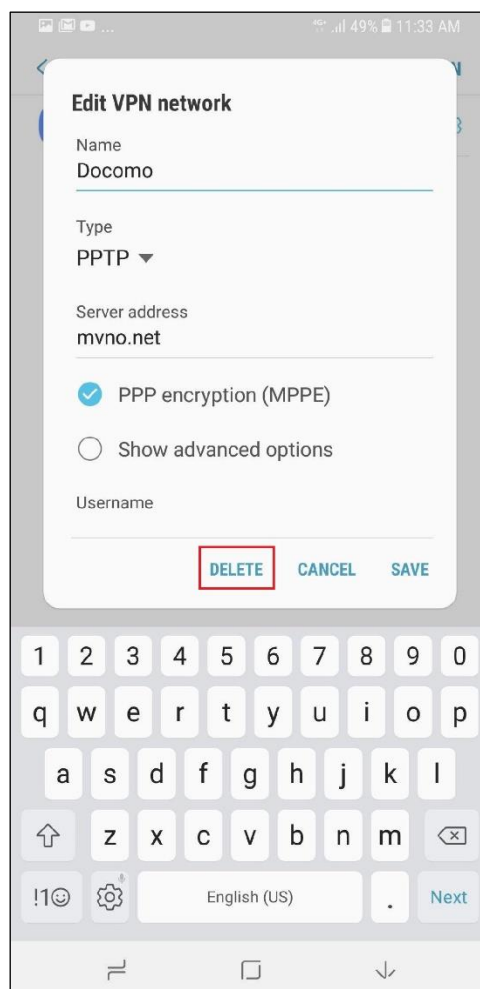 ... 4G+ 49% 11:33 AM
N
Edit VPN network
Name
Docomo
Type
PPTP
Server address
mvno.net
PPP encryption (MPPE)
Show advanced options
Username
DELETE CANCEL SAVE
1 2 3 4 5 6 7 8 9 0
q w e r t y u i o p
a s d f g h j k l
z x c v b n m
!1☺ English (US) . Next